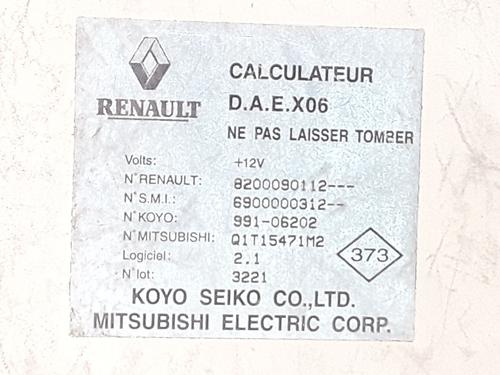 RENAULT
CALCULATEUR
D.A.E.X06
NE PAS LAISSER TOMBER
Volts: +12V
N°RENAULT: 8200090112---
N°S.M.I.: 6900000312--
N°KOYO: 991-06202
N°MITSUBISHI: Q1T15471M2
Logiciel: 2.1
N°lot: 3221
373
KOYO SEIKO CO.,LTD.
MITSUBISHI ELECTRIC CORP.